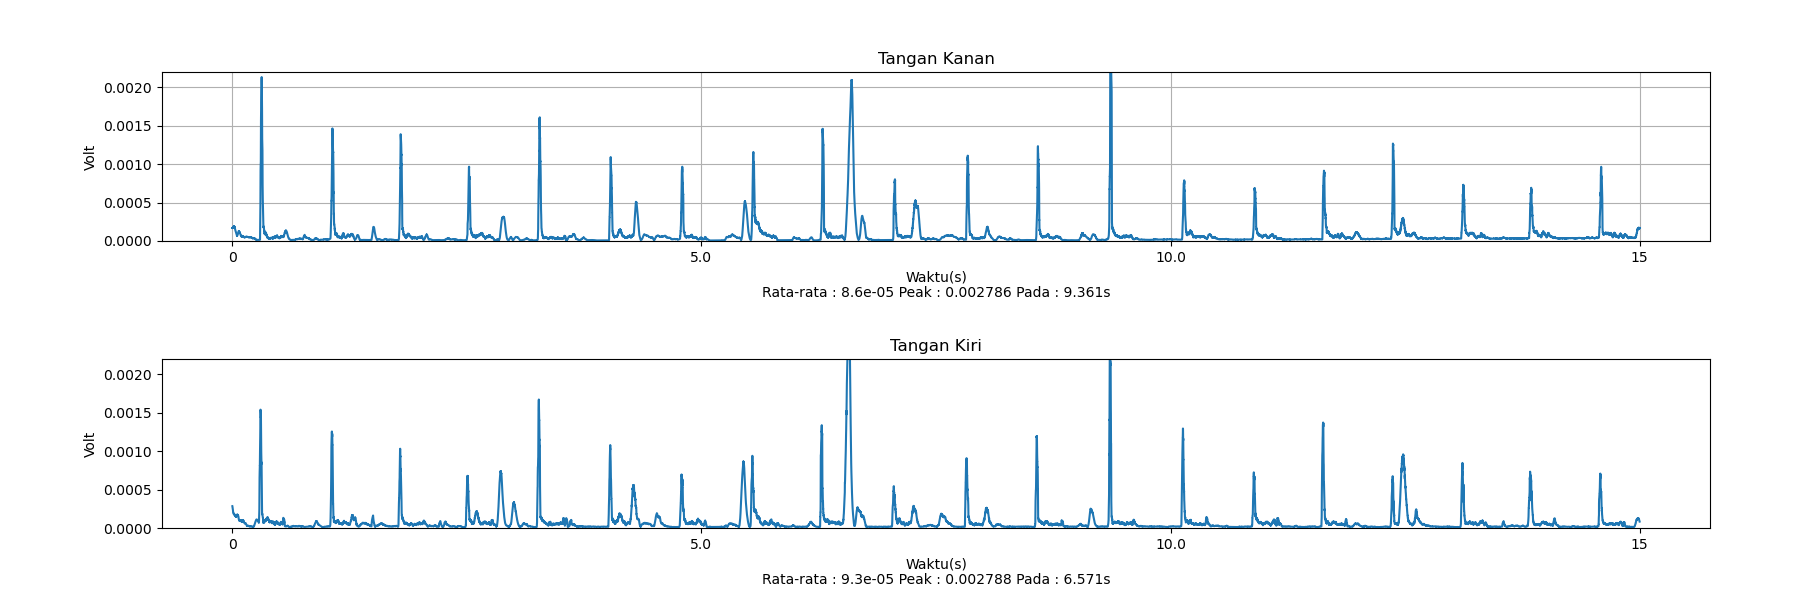 Tangan Kanan
0.0020
0.0015
0.0010
0.0005
0.0000
Volt
0 5.0 10.0 15
Waktu(s)
Rata-rata : 8.6e-05 Peak : 0.002786 Pada : 9.361s
Tangan Kiri
0.0020
0.0015
0.0010
0.0005
0.0000
Volt
0 5.0 10.0 15
Waktu(s)
Rata-rata : 9.3e-05 Peak : 0.002788 Pada : 6.571s